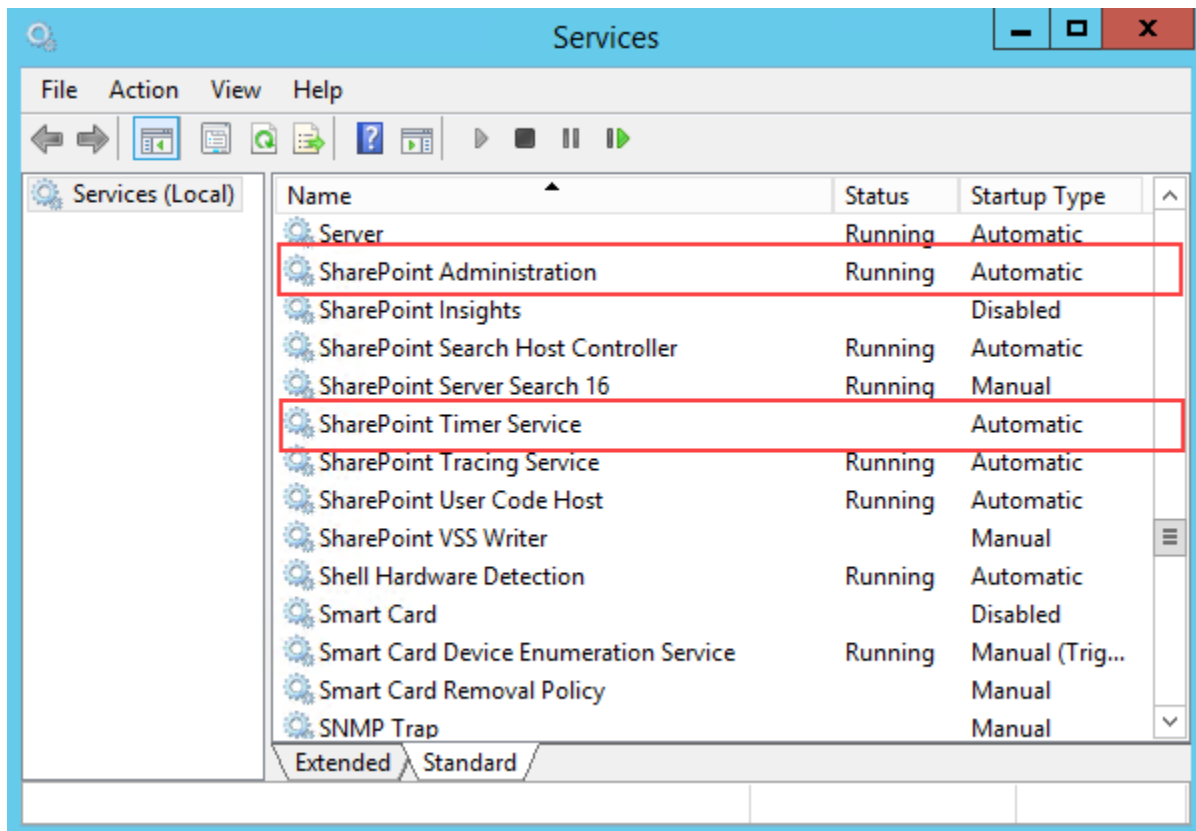 Services
File Action View Help
Services (Local)
Name Status Startup Type
Server Running Automatic
SharePoint Administration Running Automatic
SharePoint Insights Disabled
SharePoint Search Host Controller Running Automatic
SharePoint Server Search 16 Running Manual
SharePoint Timer Service Automatic
SharePoint Tracing Service Running Automatic
SharePoint User Code Host Running Automatic
SharePoint VSS Writer Manual
Shell Hardware Detection Running Automatic
Smart Card Disabled
Smart Card Device Enumeration Service Running Manual (Trig...
Smart Card Removal Policy Manual
SNMP Trap Manual
Extended Standard